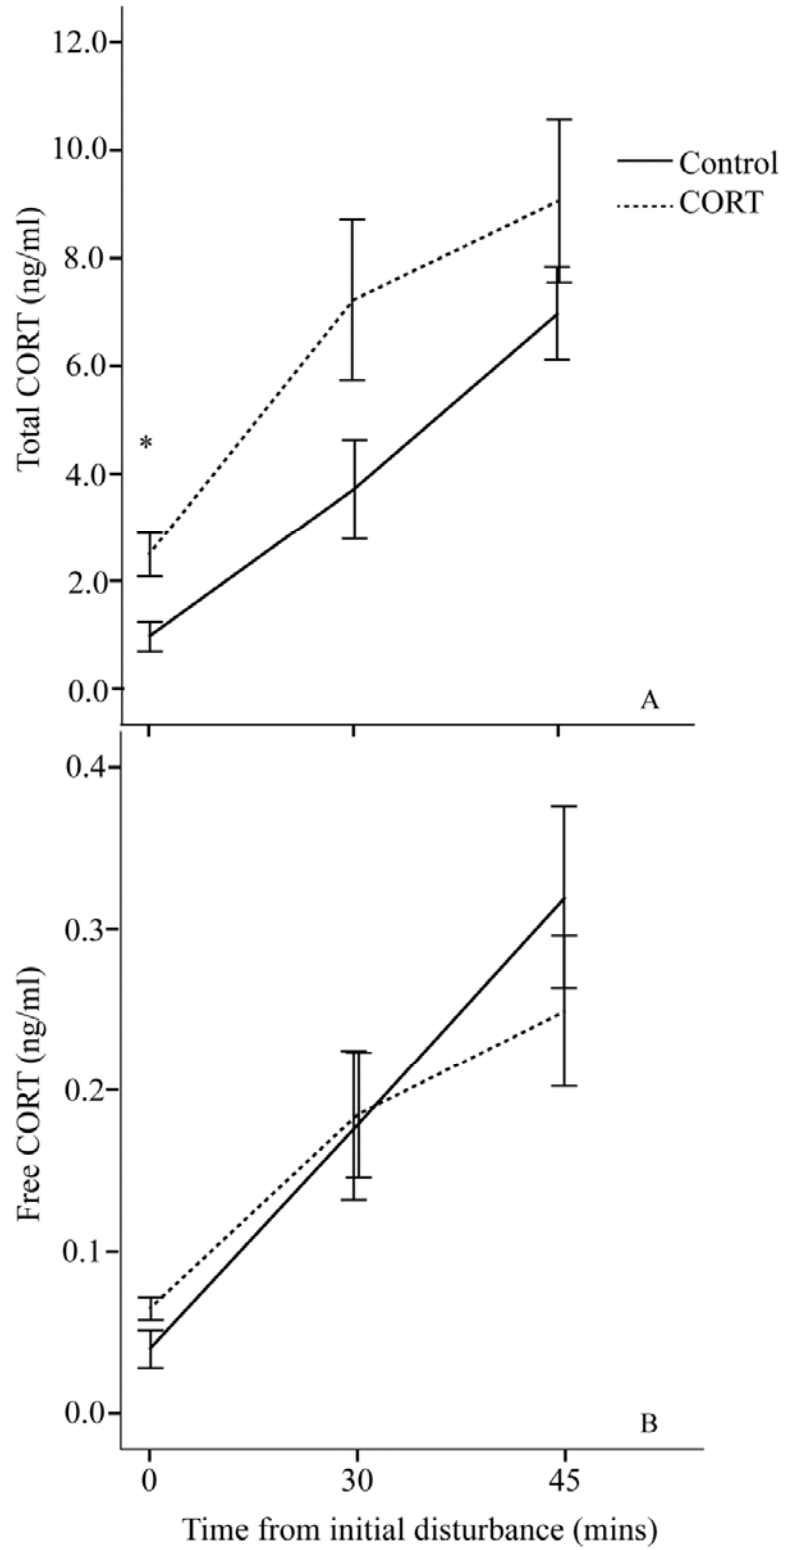 12.0
10.0
8.0
6.0
4.0
2.0
0.0
Total CORT (ng/ml)
*
Control
CORT
A
0.4
0.3
0.2
0.1
0.0
Free CORT (ng/ml)
B
0 30 45
Time from initial disturbance (mins)